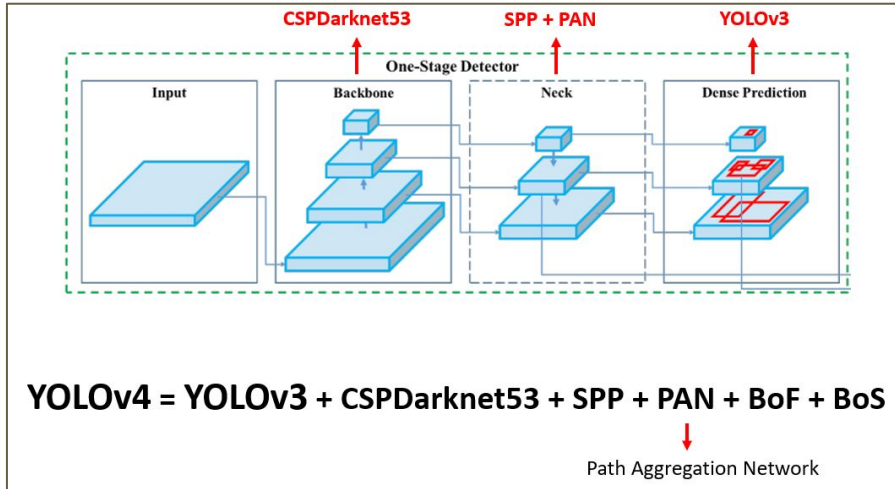 CSPDarknet53 SPP + PAN YOLOv3
One-Stage Detector
Input Backbone Neck Dense Prediction
YOLOv4 = YOLOv3 + CSPDarknet53 + SPP + PAN + BoF + BoS
Path Aggregation Network